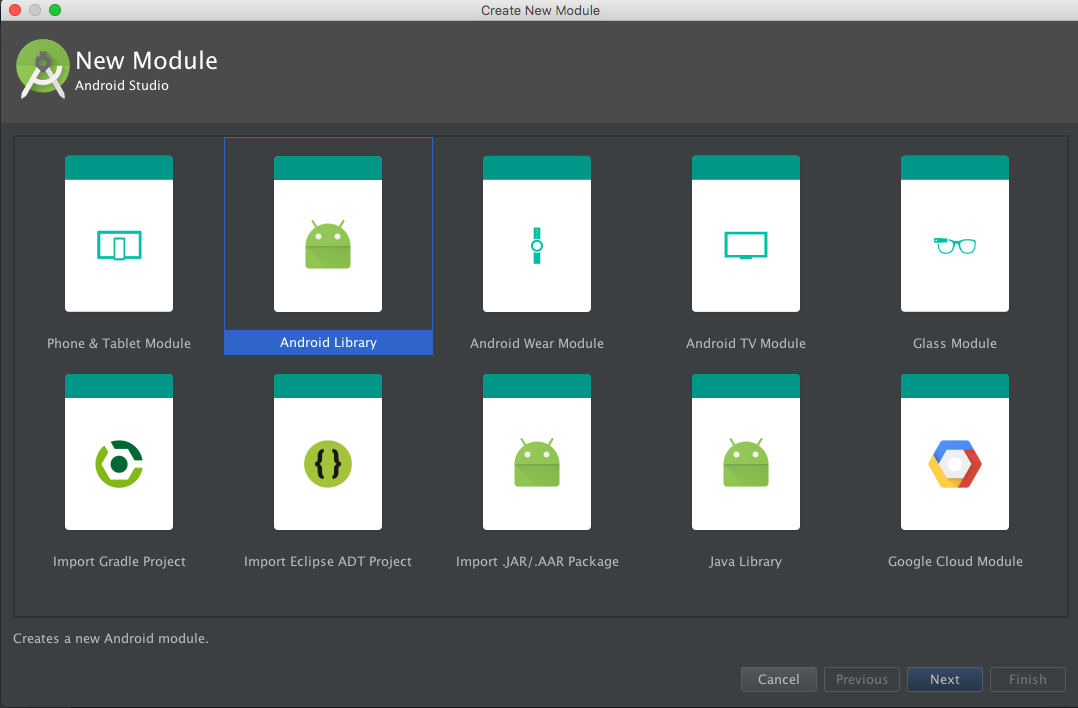 Create New Module
New Module
Android Studio
Phone & Tablet Module
Android Library
Android Wear Module
Android TV Module
Glass Module
{}
Import Gradle Project
Import Eclipse ADT Project
Import .JAR/.AAR Package
Java Library
Google Cloud Module
Creates a new Android module.
Cancel
Previous
Next
Finish